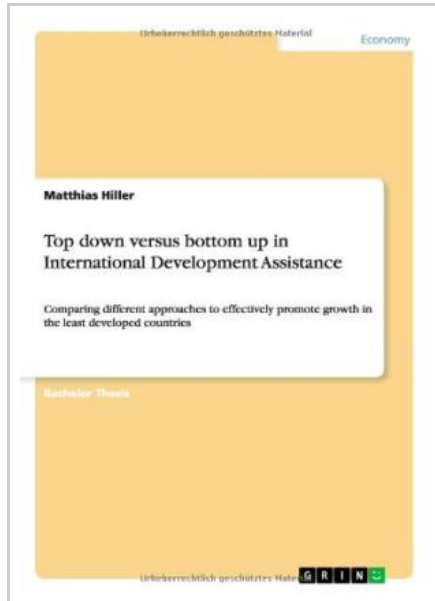 Urheberrechtlich geschütztes Material
Economy
Matthias Hiller
Top down versus bottom up in
International Development Assistance
Comparing different approaches to effectively promote growth in
the least developed countries
Bachelor Thesis
Urheberrechtlich geschütztes Material
GRIN